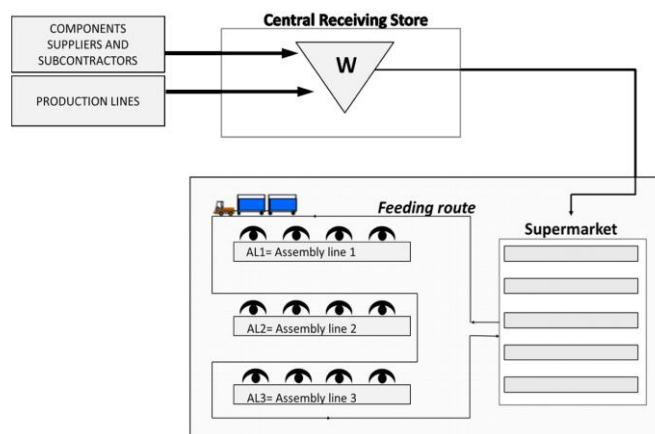 Central Receiving Store
COMPONENTS
SUPPLIERS AND
SUBCONTRACTORS
W
PRODUCTION LINES
Feeding route
Supermarket
AL1= Assembly line 1
AL2= Assembly line 2
AL3= Assembly line 3